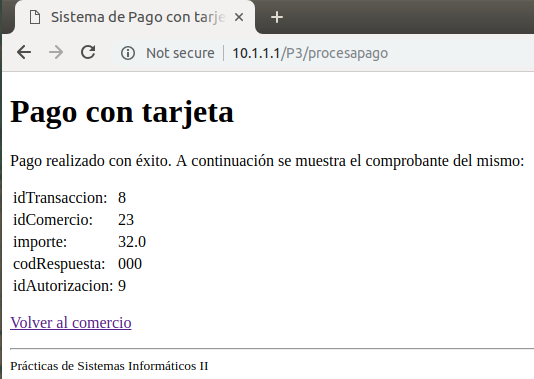 Sistema de Pago con tarje
Not secure | 10.1.1.1/P3/procesapago
Pago con tarjeta
Pago realizado con éxito. A continuación se muestra el comprobante del mismo:
idTransaccion: 8
idComercio: 23
importe: 32.0
codRespuesta: 000
idAutorizacion: 9
Volver al comercio
Prácticas de Sistemas Informáticos II